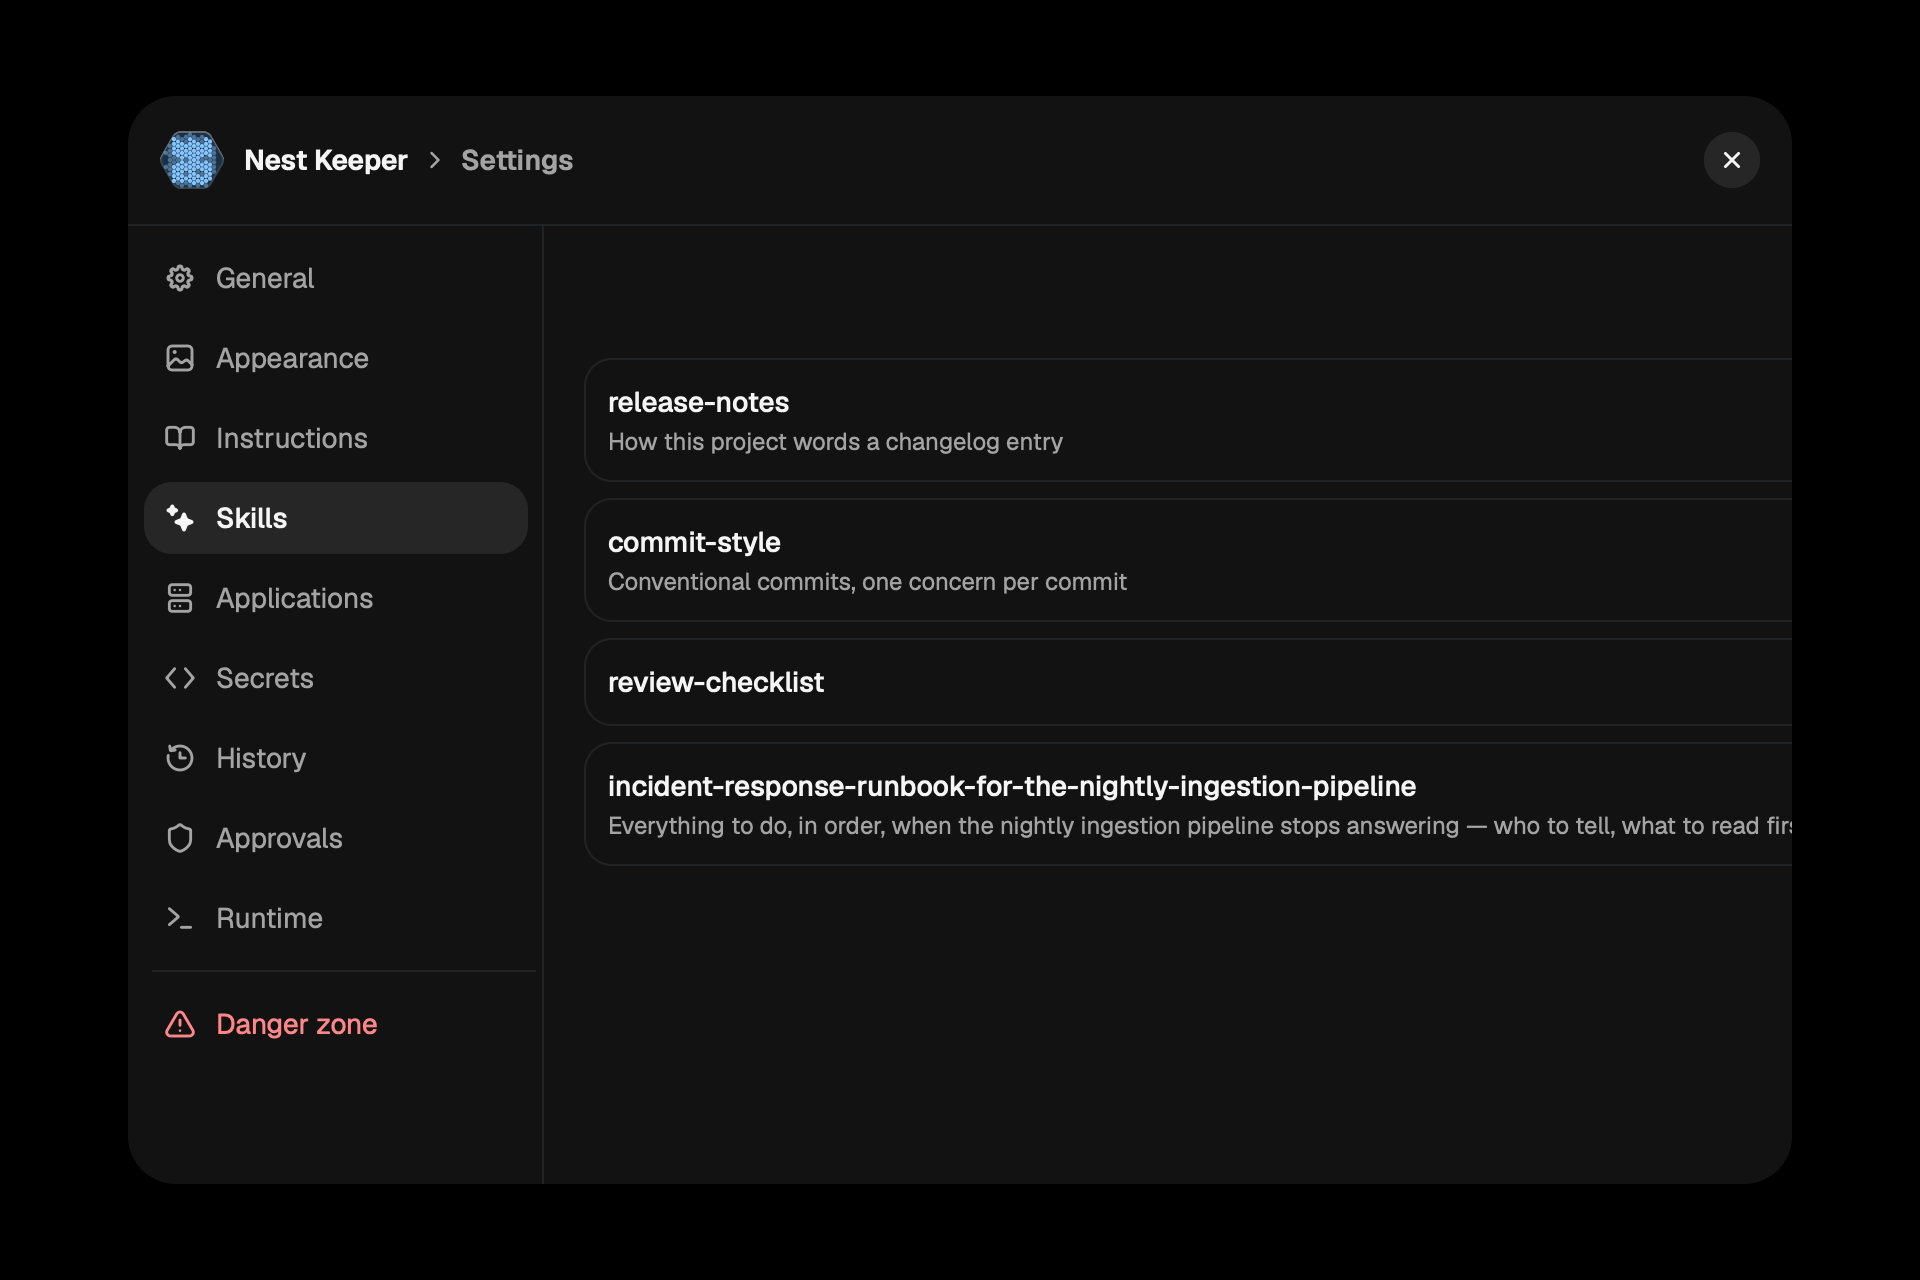 Nest Keeper > Settings
General
Appearance
Instructions
Skills
Applications
Secrets
History
Approvals
Runtime
Danger zone
release-notes
How this project words a changelog entry
commit-style
Conventional commits, one concern per commit
review-checklist
incident-response-runbook-for-the-nightly-ingestion-pipeline
Everything to do, in order, when the nightly ingestion pipeline stops answering — who to tell, what to read